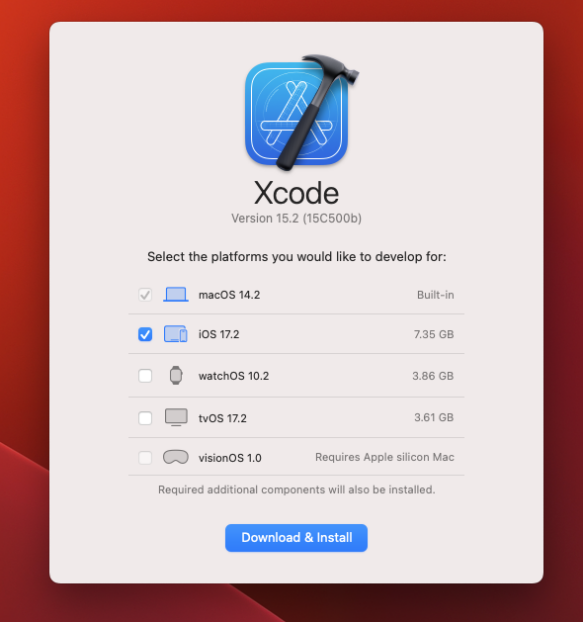 Xcode
Version 15.2 (15C500b)
Select the platforms you would like to develop for:
macOS 14.2 Built-in
iOS 17.2 7.35 GB
watchOS 10.2 3.86 GB
tvOS 17.2 3.61 GB
visionOS 1.0 Requires Apple silicon Mac
Required additional components will also be installed.
Download & Install